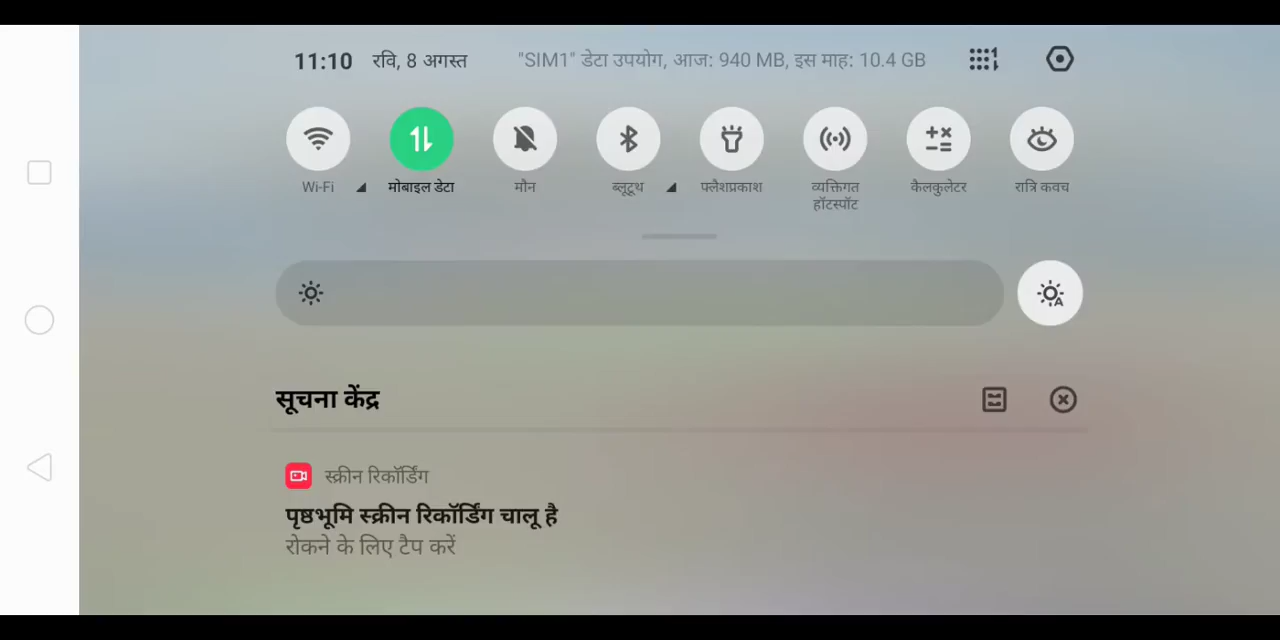 11:10 रवि, 8 अगस्त "SIM1" डेटा उपयोग, आज: 940 MB, इस माह: 10.4 GB
Wi-Fi मोबाइल डेटा मौन ब्लूटूथ फ्लैशप्रकाश व्यक्तिगत हॉटस्पॉट कैलकुलेटर रात्रि कवच
सूचना केंद्र
स्क्रीन रिकॉर्डिंग
पृष्ठभूमि स्क्रीन रिकॉर्डिंग चालू है
रोकने के लिए टैप करें